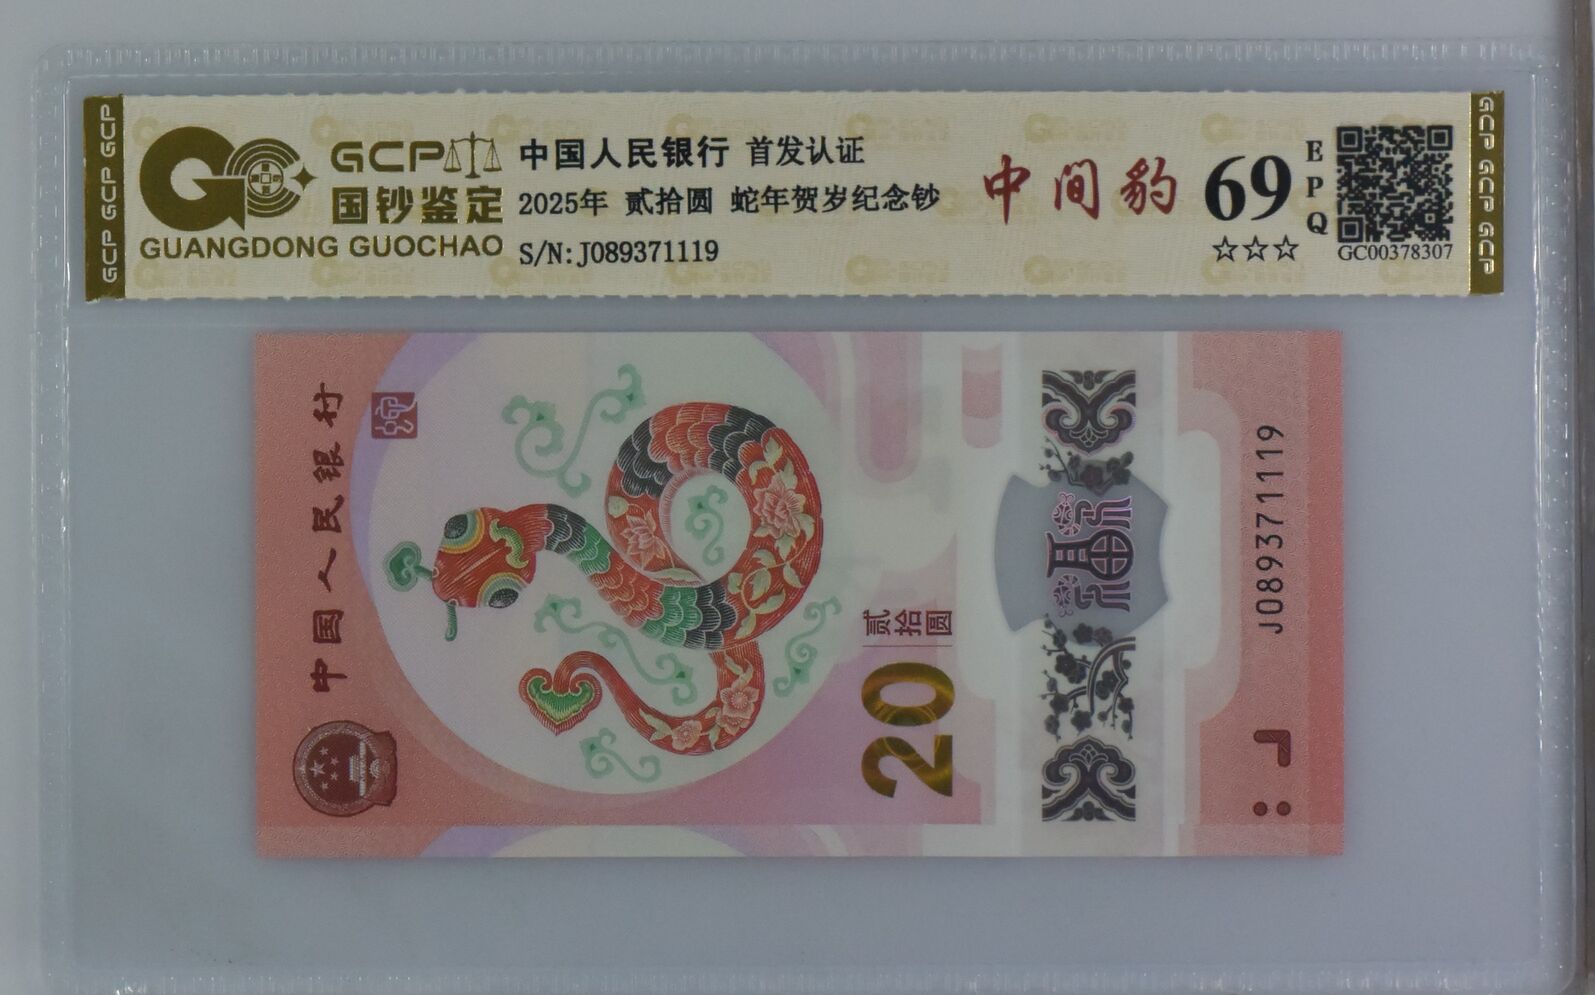 GCP GCP GCP
GCP
国钞鉴定
GUANGDONG GUOCHAO
中国人民银行 首发认证
2025年 贰拾圆 蛇年贺岁纪念钞
S/N:J089371119
中间豹
69
EPQ
☆☆☆
GC00378307
GCP GCP GCP
中国人民银行
贰拾圆
20
福
J089371119